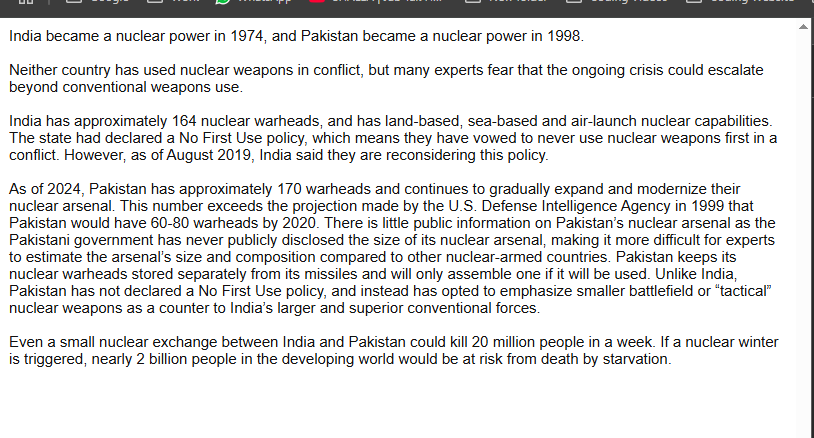 WhatsApp
India became a nuclear power in 1974, and Pakistan became a nuclear power in 1998.
Neither country has used nuclear weapons in conflict, but many experts fear that the ongoing crisis could escalate
beyond conventional weapons use.
India has approximately 164 nuclear warheads, and has land-based, sea-based and air-launch nuclear capabilities.
The state had declared a No First Use policy, which means they have vowed to never use nuclear weapons first in a
conflict. However, as of August 2019, India said they are reconsidering this policy.
As of 2024, Pakistan has approximately 170 warheads and continues to gradually expand and modernize their
nuclear arsenal. This number exceeds the projection made by the U.S. Defense Intelligence Agency in 1999 that
Pakistan would have 60-80 warheads by 2020. There is little public information on Pakistan’s nuclear arsenal as the
Pakistani government has never publicly disclosed the size of its nuclear arsenal, making it more difficult for experts
to estimate the arsenal’s size and composition compared to other nuclear-armed countries. Pakistan keeps its
nuclear warheads stored separately from its missiles and will only assemble one if it will be used. Unlike India,
Pakistan has not declared a No First Use policy, and instead has opted to emphasize smaller battlefield or “tactical”
nuclear weapons as a counter to India’s larger and superior conventional forces.
Even a small nuclear exchange between India and Pakistan could kill 20 million people in a week. If a nuclear winter
is triggered, nearly 2 billion people in the developing world would be at risk from death by starvation.